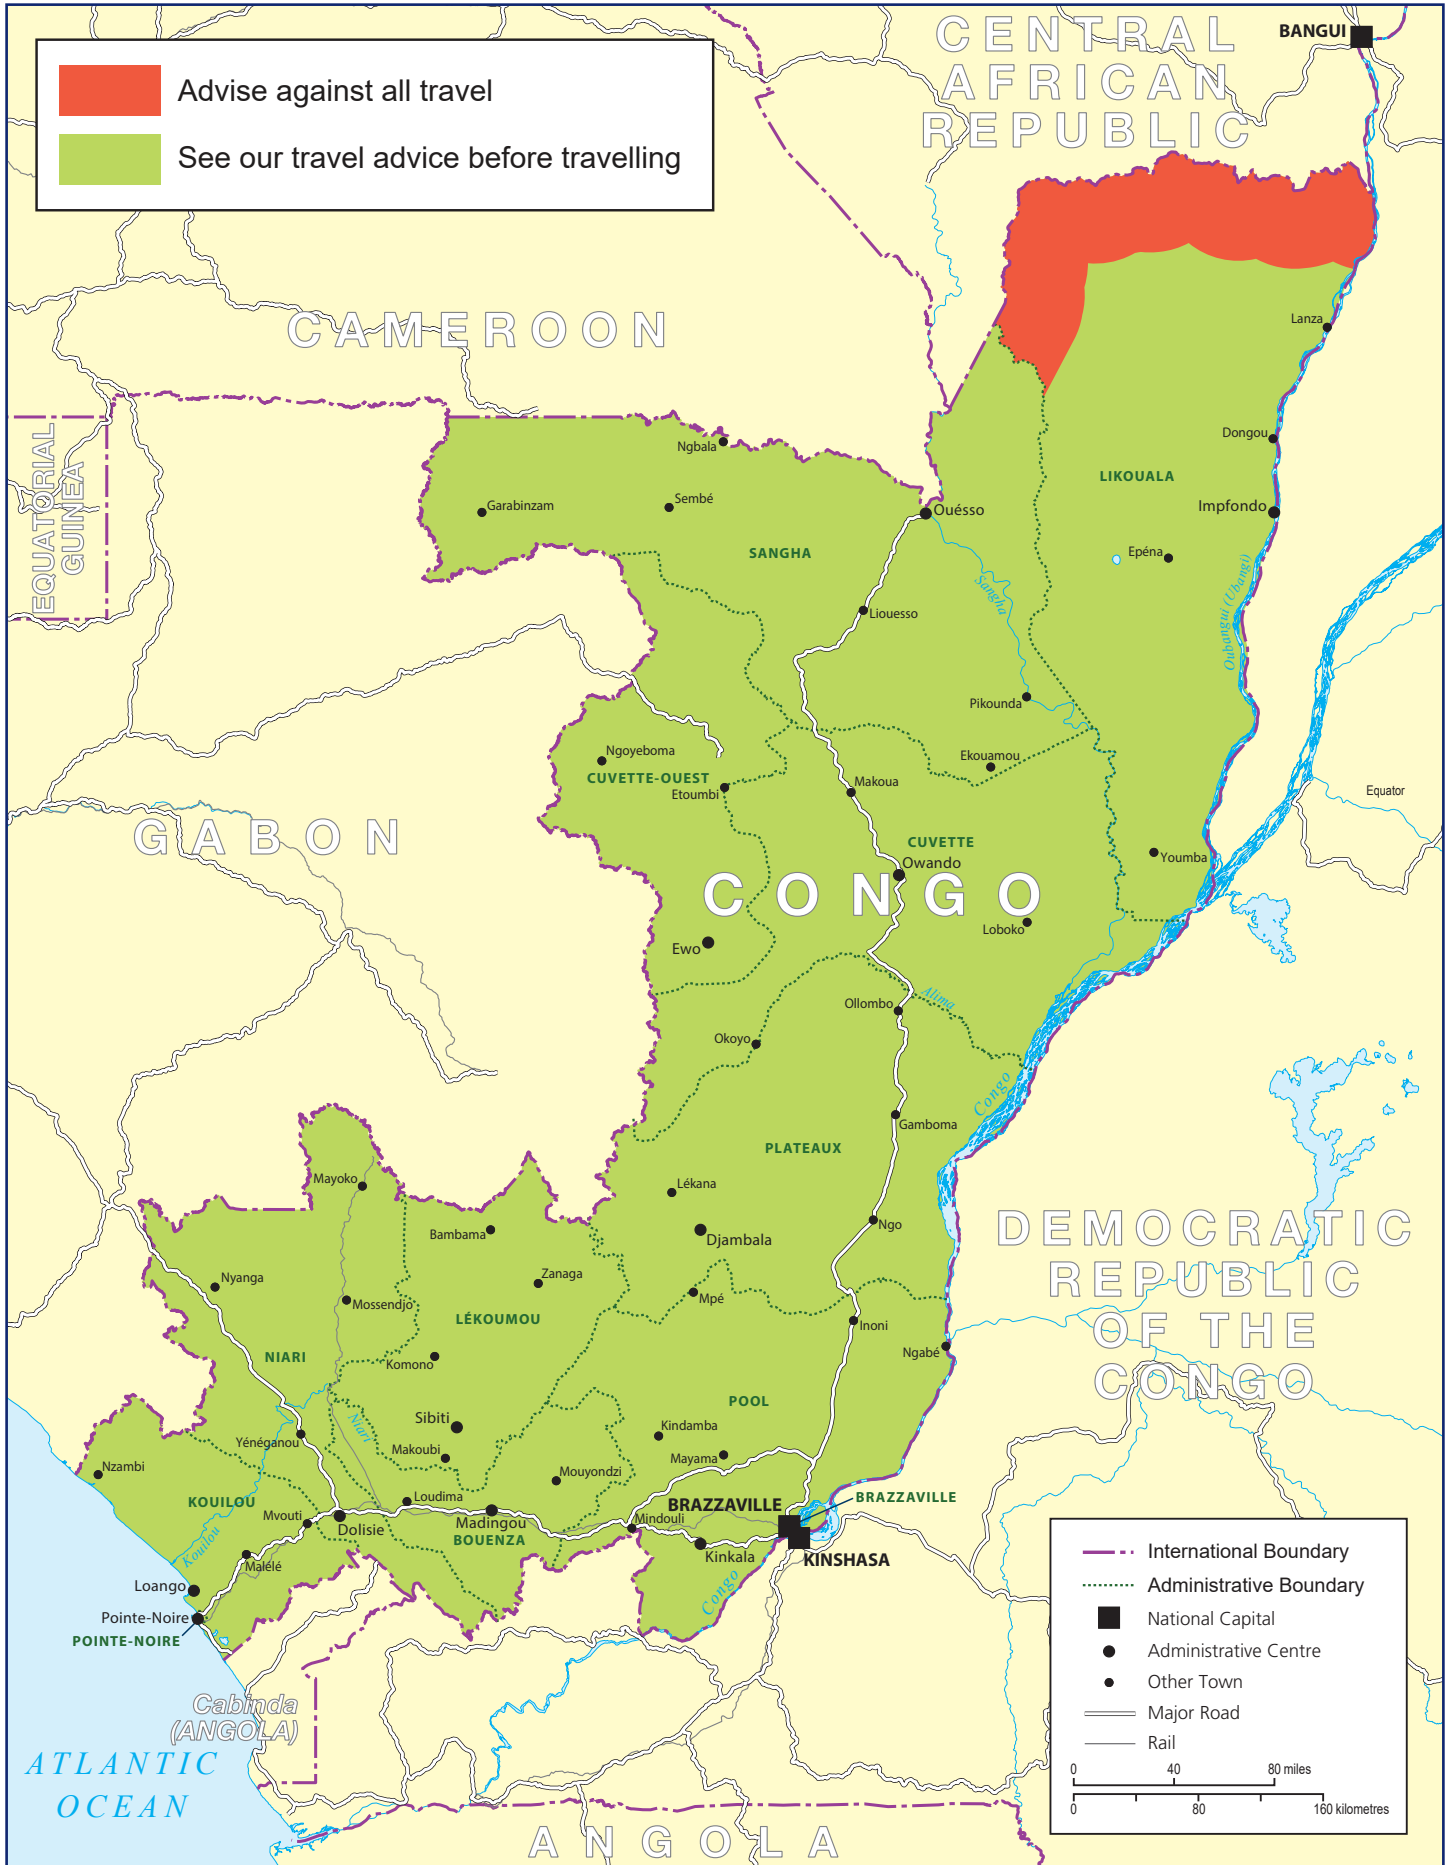 CENTRAL
AFRICAN
REPUBLIC
BANGUI
Advise against all travel
See our travel advice before travelling
CAMEROON
EQUATORIAL
GUINEA
Lanza
Dongou
LIKOUALA
Impfondo
Epéna
Oubangui (Ubangi)
Ngbala
Sembé
Garabinzam
Ouésso
SANGHA
Sangha
Liouesso
Pikounda
Ngoyeboma
CUVETTE-OUEST
Etoumbi
Ekouamou
Makoua
Equator
GABON
CUVETTE
Owando
Youmba
CONGO
Loboko
Ewo
Alima
Ollombo
Okoyo
Congo
Gamboma
PLATEAUX
Mayoko
Lékana
Bambama
Djambala
Ngo
DEMOCRATIC
REPUBLIC
OF THE
CONGO
Nyanga
Zanaga
Mossendjo
Mpé
LÉKOUMOU
Inoni
Ngabé
NIARI
Komono
POOL
Sibiti
Niari
Kindamba
Yénéganou
Makoubi
Mayama
Nzambi
Mouyondzi
KOUILOU
Loudima
BRAZZAVILLE
BRAZZAVILLE
Mvouti
Dolisie
Madingou
BOUENZA
Mindouli
Kinkala
KINSHASA
Kouilou
Malélé
Loango
Congo
Pointe-Noire
POINTE-NOIRE
Cabinda
(ANGOLA)
ATLANTIC
OCEAN
ANGOLA
International Boundary
Administrative Boundary
National Capital
Administrative Centre
Other Town
Major Road
Rail
0 40 80 miles
0 80 160 kilometres